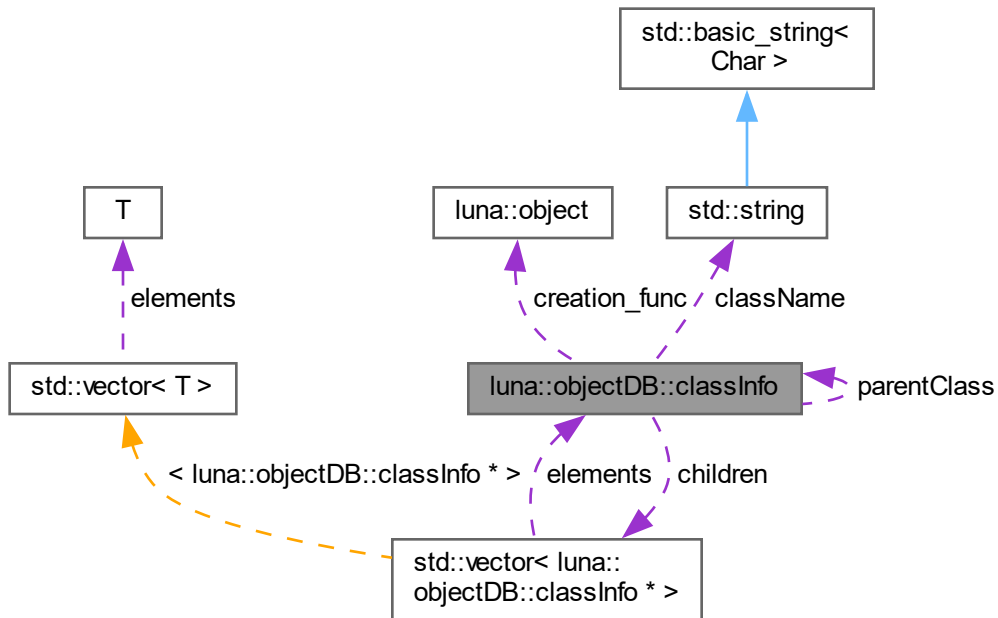 std::basic_string<
Char >
T
luna::object
std::string
elements
creation_func
className
std::vector< T >
luna::objectDB::classInfo
parentClass
< luna::objectDB::classInfo * >
elements
children
std::vector< luna::
objectDB::classInfo * >